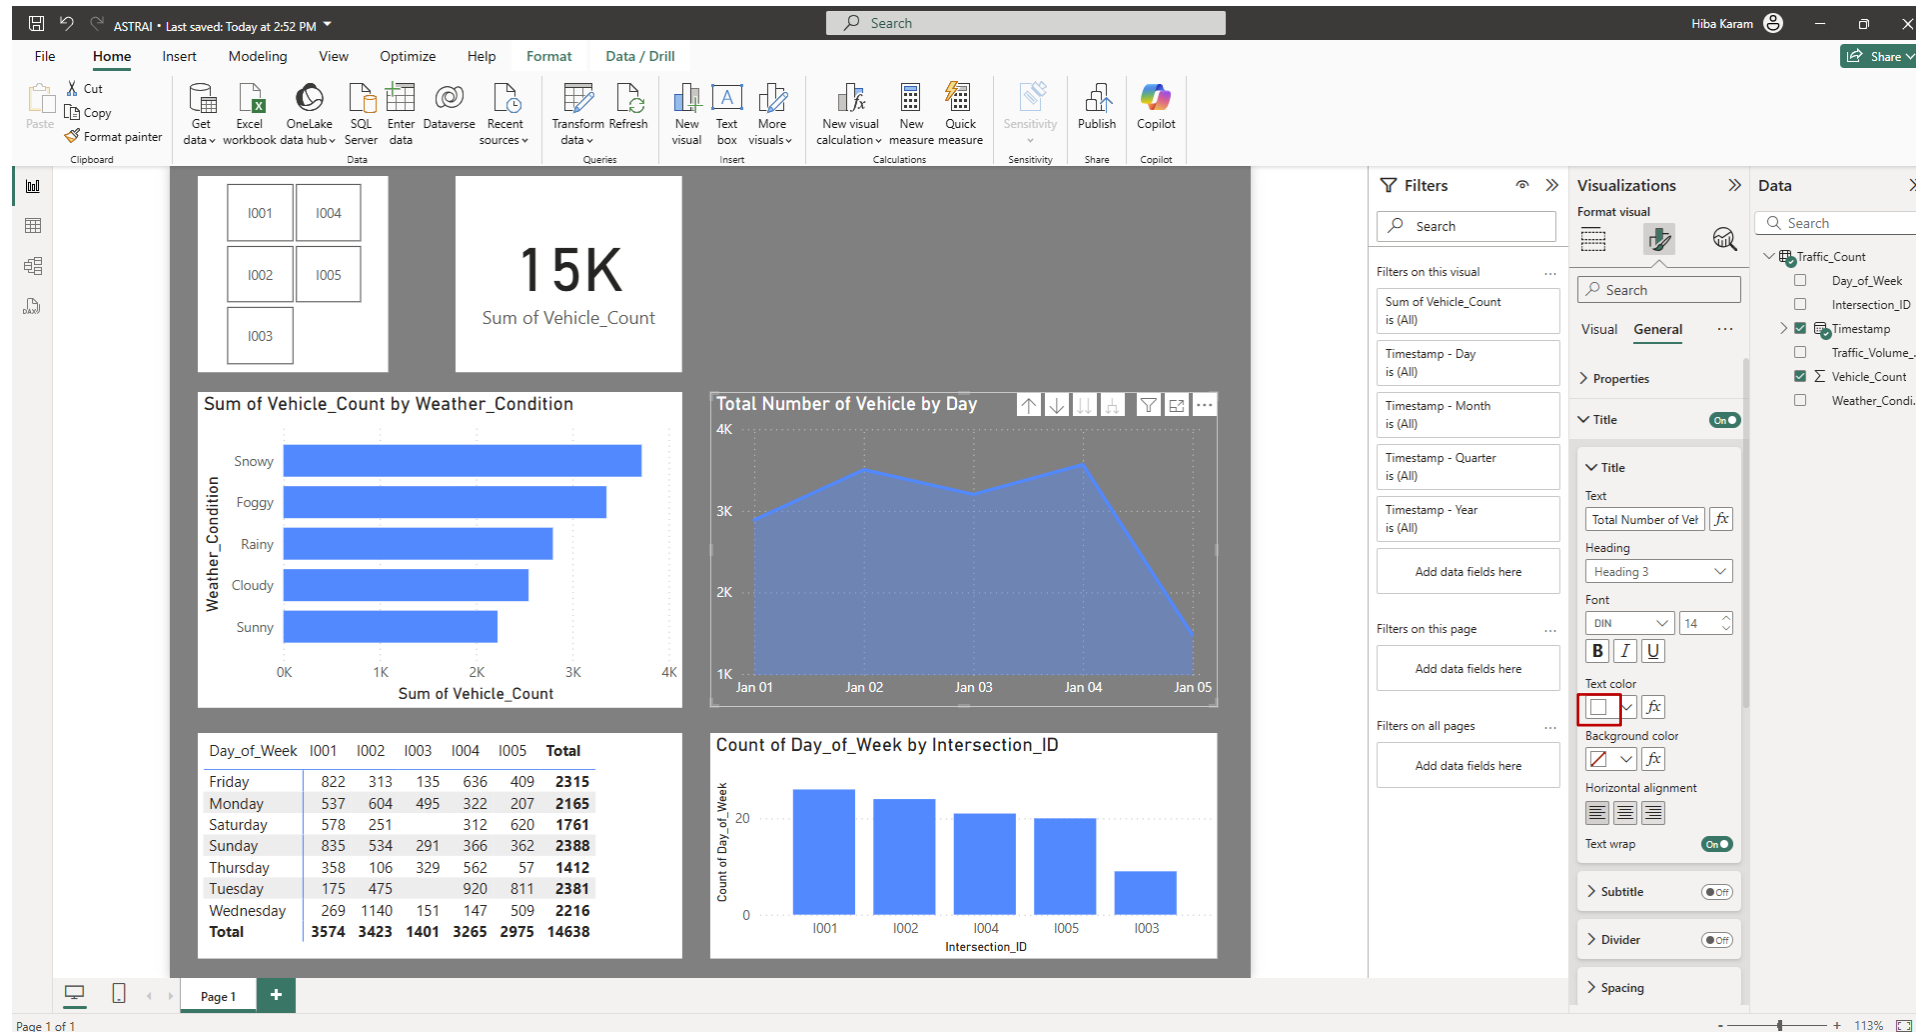 ASTRAI • Last saved: Today at 2:52 PM
Search
Hiba Karam
File Home Insert Modeling View Optimize Help Format Data / Drill
Share
Paste
Cut
Copy
Format painter
Clipboard
Get data
Excel workbook
OneLake data hub
SQL Server
Enter data
Dataverse
Recent sources
Data
Transform data
Refresh
Queries
New visual
Text box
More visuals
Insert
New visual calculation
New measure
Quick measure
Calculations
Sensitivity
Sensitivity
Publish
Share
Copilot
Copilot
I001 I004
I002 I005
I003
15K
Sum of Vehicle_Count
Sum of Vehicle_Count by Weather_Condition
Weather_Condition
Snowy
Foggy
Rainy
Cloudy
Sunny
0K 1K 2K 3K 4K
Sum of Vehicle_Count
Total Number of Vehicle by Day
4K
3K
2K
1K
Jan 01 Jan 02 Jan 03 Jan 04 Jan 05
Day_of_Week I001 I002 I003 I004 I005 Total
Friday 822 313 135 636 409 2315
Monday 537 604 495 322 207 2165
Saturday 578 251 312 620 1761
Sunday 835 534 291 366 362 2388
Thursday 358 106 329 562 57 1412
Tuesday 175 475 920 811 2381
Wednesday 269 1140 151 147 509 2216
Total 3574 3423 1401 3265 2975 14638
Count of Day_of_Week by Intersection_ID
Count of Day_of_Week
20
0
I001 I002 I004 I005 I003
Intersection_ID
Filters
Search
Filters on this visual
Sum of Vehicle_Count
is (All)
Timestamp - Day
is (All)
Timestamp - Month
is (All)
Timestamp - Quarter
is (All)
Timestamp - Year
is (All)
Add data fields here
Filters on this page
Add data fields here
Filters on all pages
Add data fields here
Visualizations
Format visual
Search
Visual General
Properties
Title On
Title
Text
Total Number of Veh fx
Heading
Heading 3
Font
DIN 14
B I U
Text color
fx
Background color
fx
Horizontal alignment
Text wrap On
Subtitle Off
Divider Off
Spacing
Data
Search
Traffic_Count
Day_of_Week
Intersection_ID
Timestamp
Traffic_Volume_..
Σ Vehicle_Count
Weather_Condi..
DAX
Page 1
+
Page 1 of 1
- + 113%